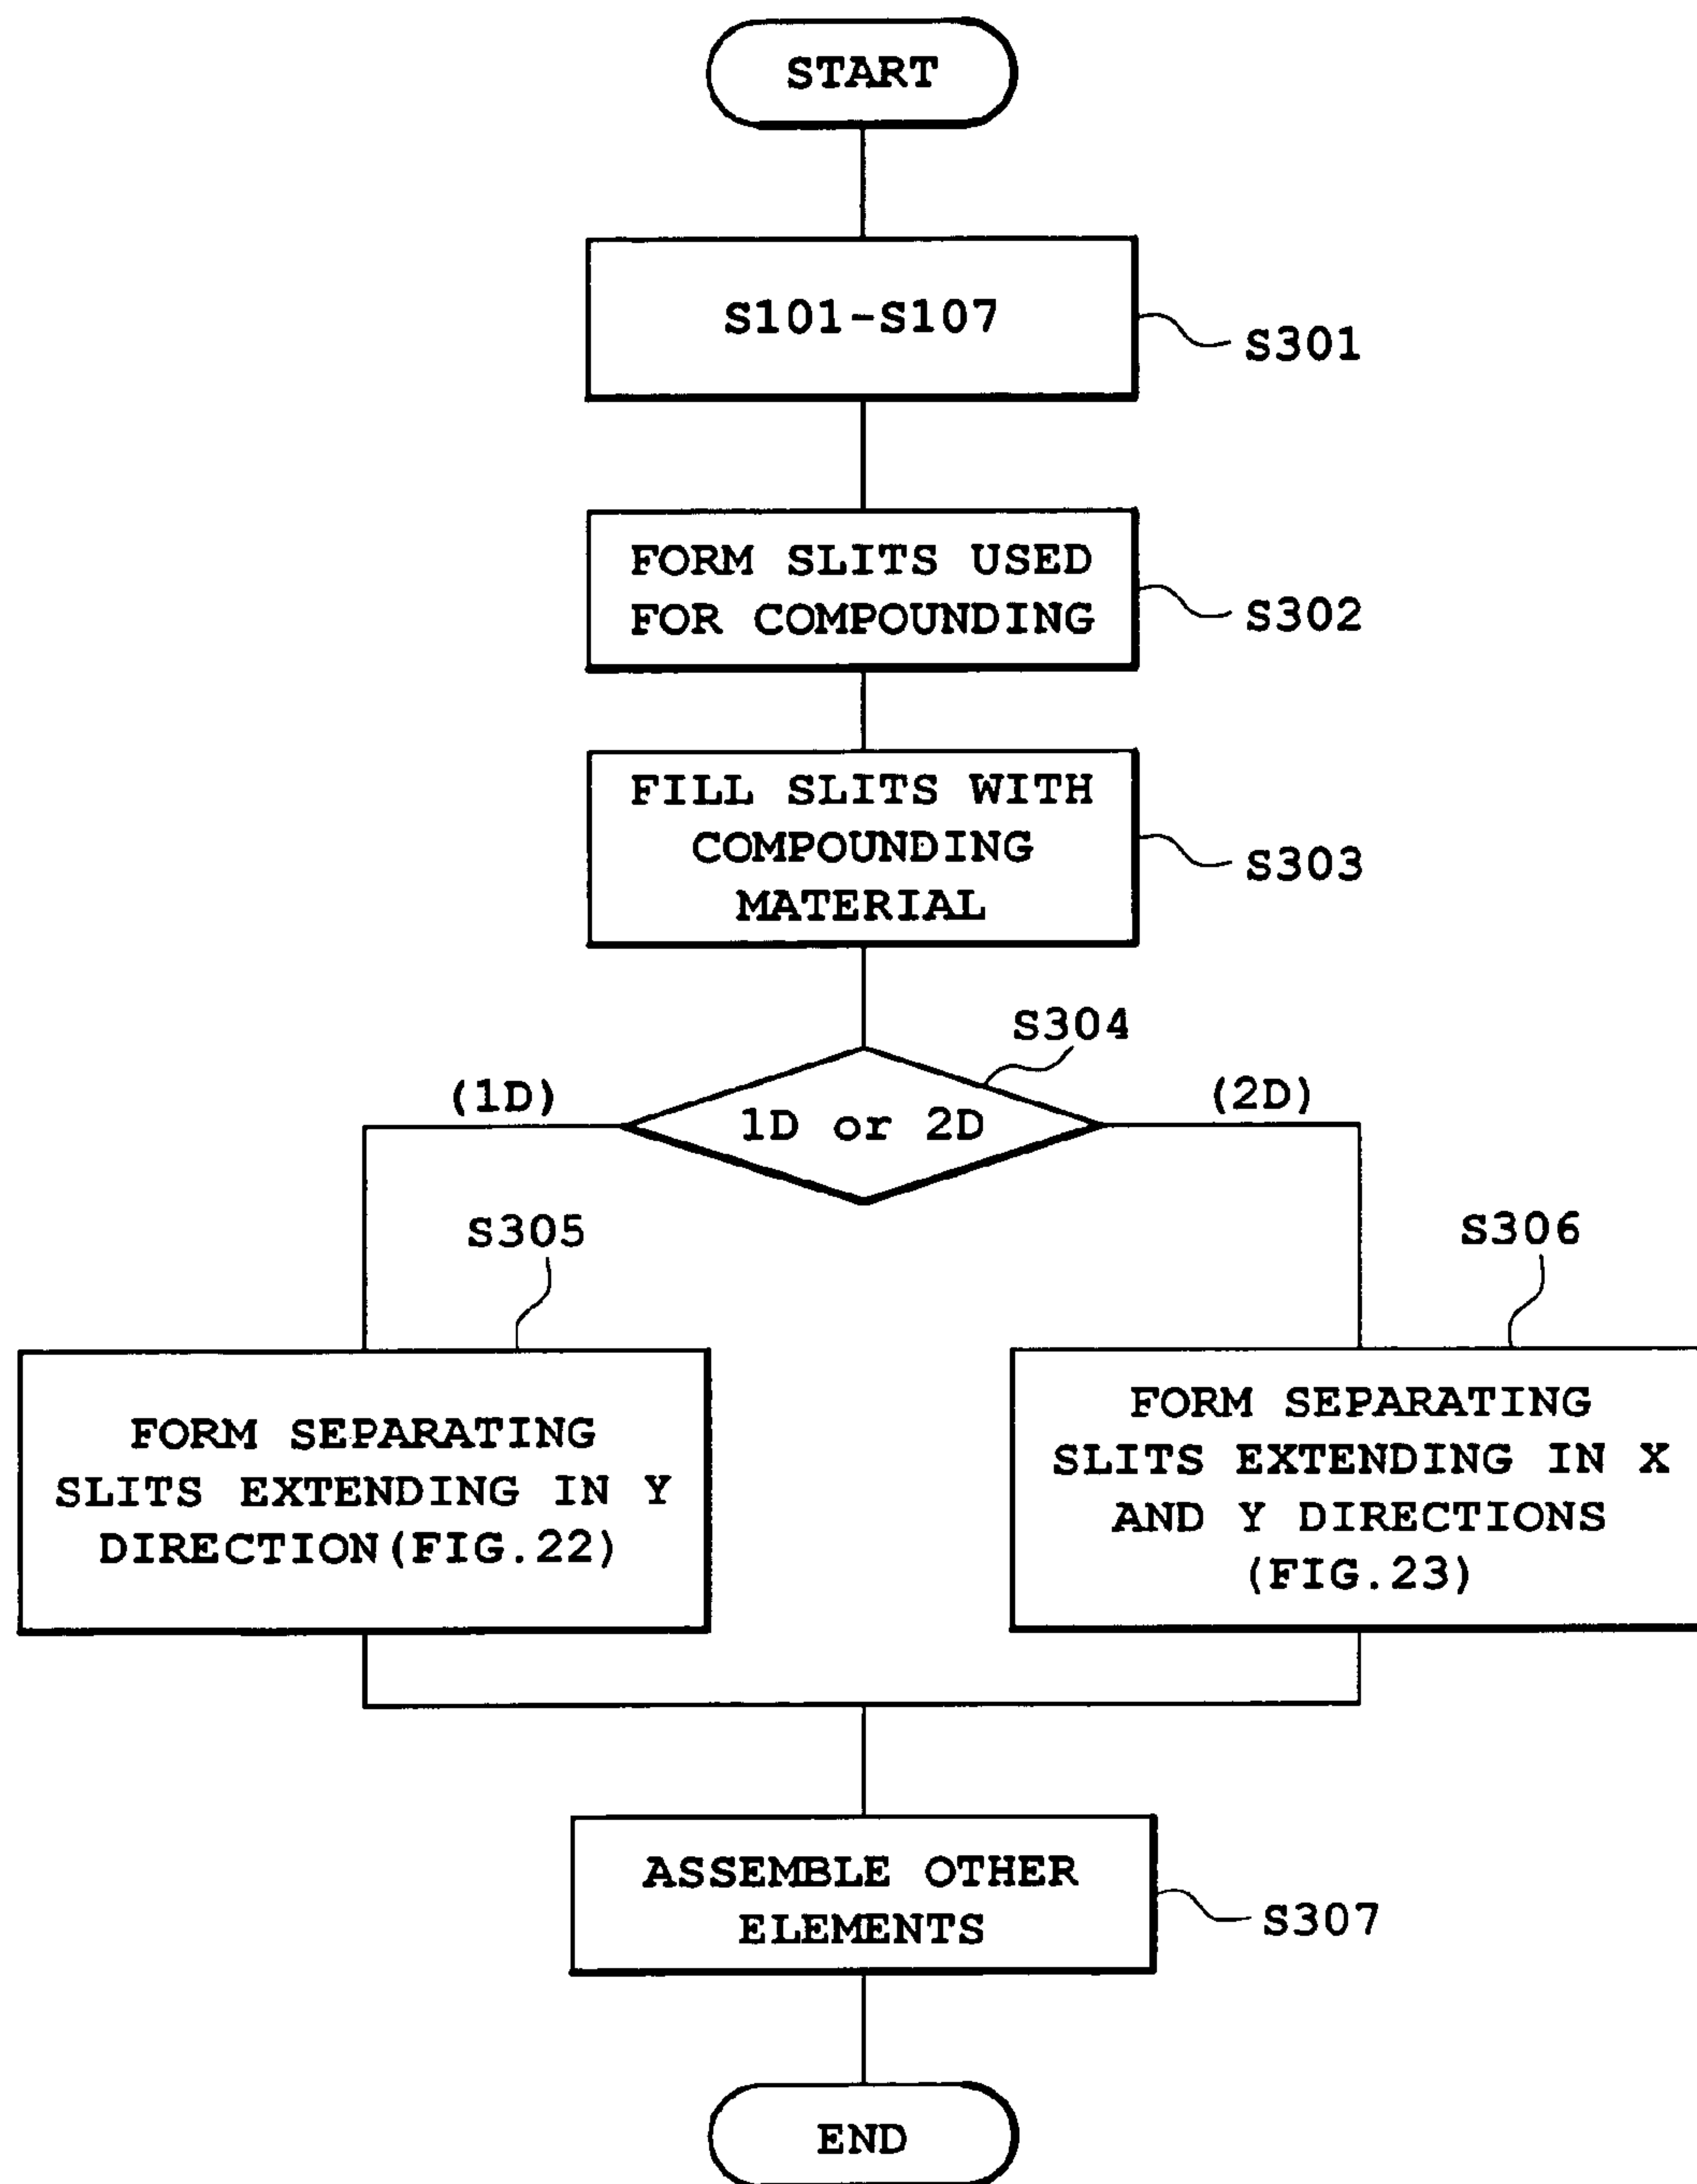 START
S101-S107
S301
FORM SLITS USED
FOR COMPOUNDING
S302
FILL SLITS WITH
COMPOUNDING
MATERIAL
S303
S304
(1D)
1D or 2D
(2D)
S305
S306
FORM SEPARATING
SLITS EXTENDING IN Y
DIRECTION(FIG.22)
FORM SEPARATING
SLITS EXTENDING IN X
AND Y DIRECTIONS
(FIG.23)
ASSEMBLE OTHER
ELEMENTS
S307
END